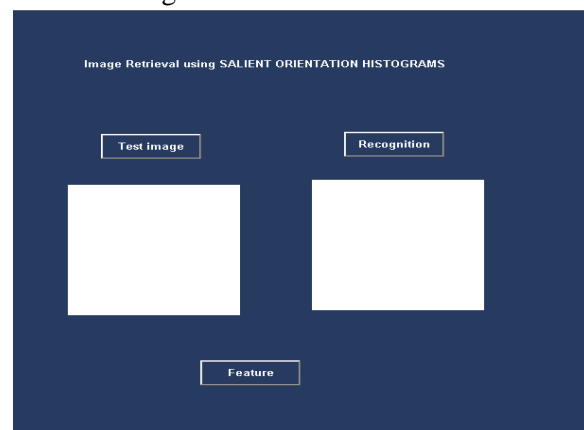 Image Retrieval using SALIENT ORIENTATION HISTOGRAMS
Test image
Recognition
Feature